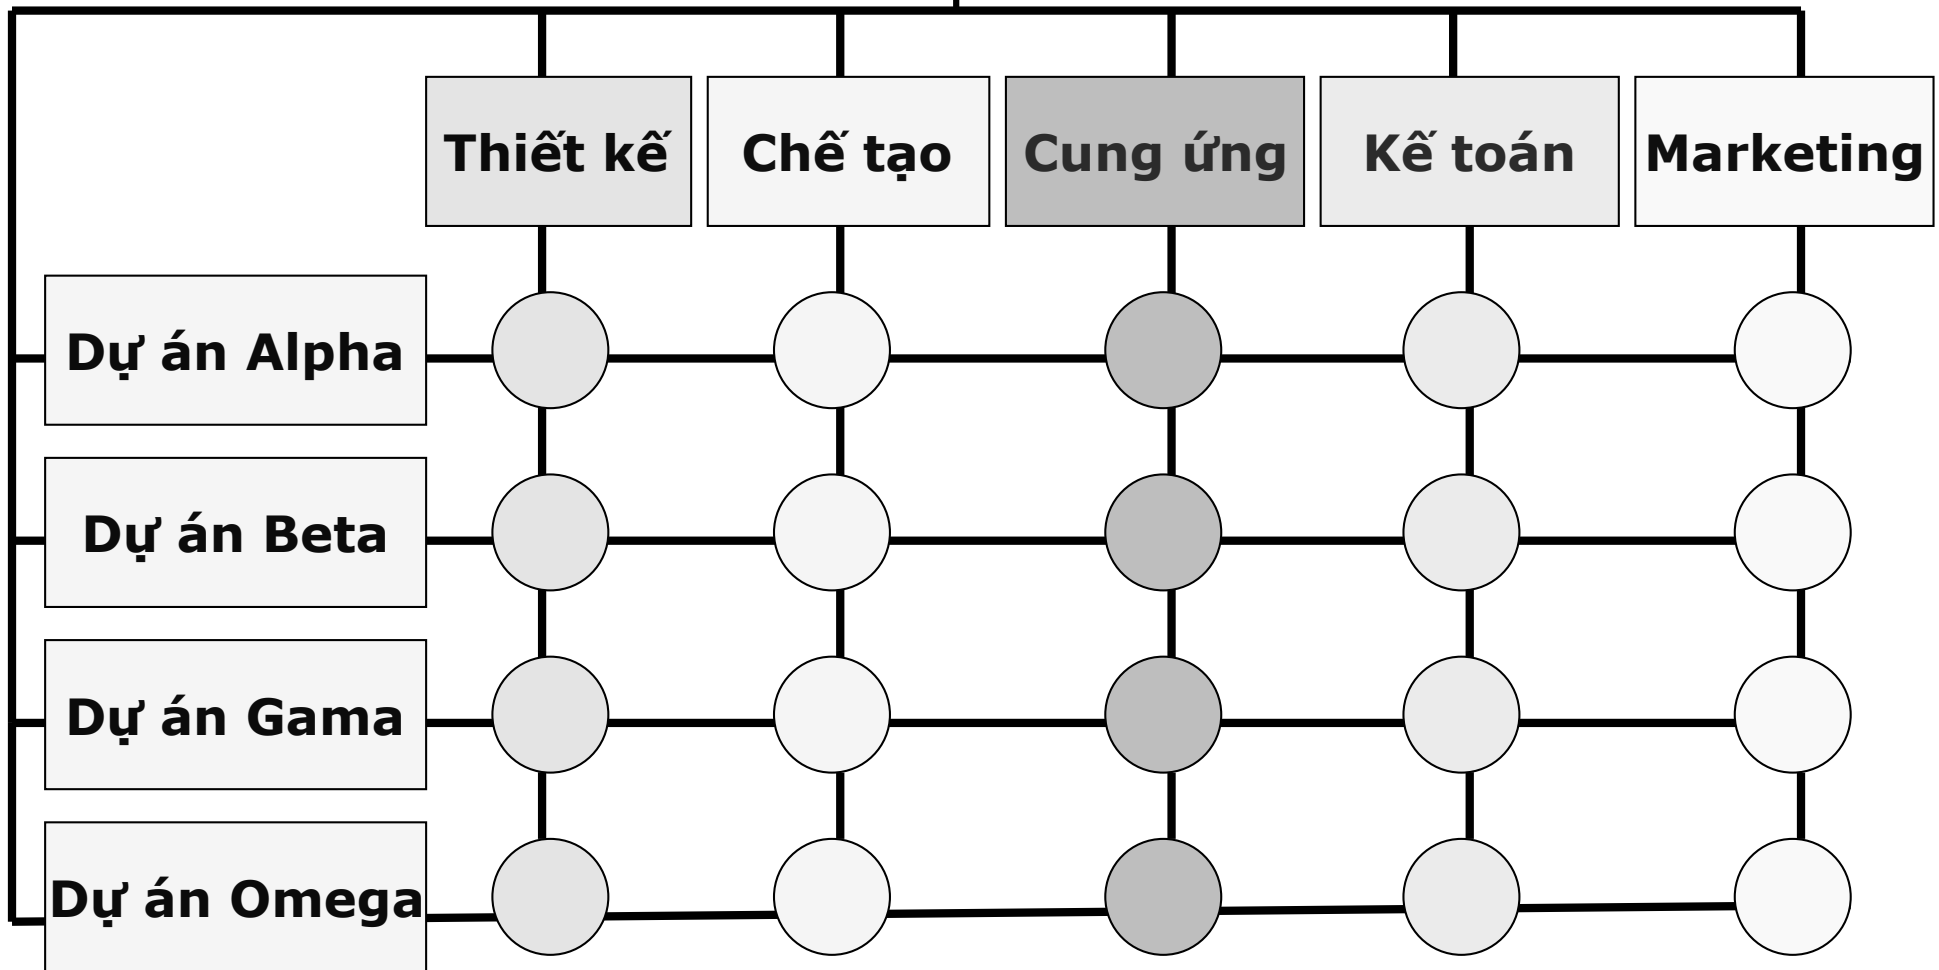 Thiết kế
Chế tạo
Cung ứng
Kế toán
Marketing
Dự án Alpha
Dự án Beta
Dự án Gama
Dự án Omega